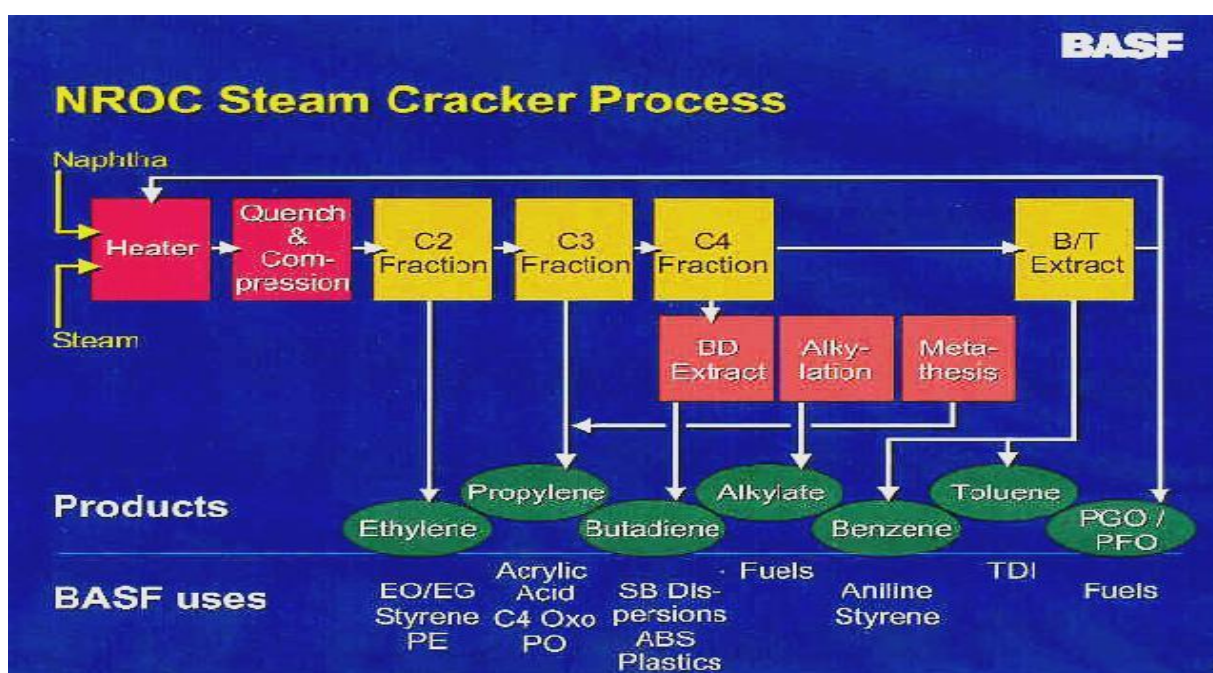 BASF
NROC Steam Cracker Process
Naphtha
Heater
Steam
Quench
&
Com-
pression
C2
Fraction
C3
Fraction
C4
Fraction
B/T
Extract
BD
Extract
Alky-
lation
Meta-
thesis
Products
Ethylene
Propylene
Butadiene
Alkylate
Benzene
Toluene
PGO /
PFO
BASF uses
EO/EG
Styrene
PE
Acrylic
Acid
C4 Oxo
PO
SB Dis-
persions
ABS
Plastics
Fuels
Aniline
Styrene
TDI
Fuels